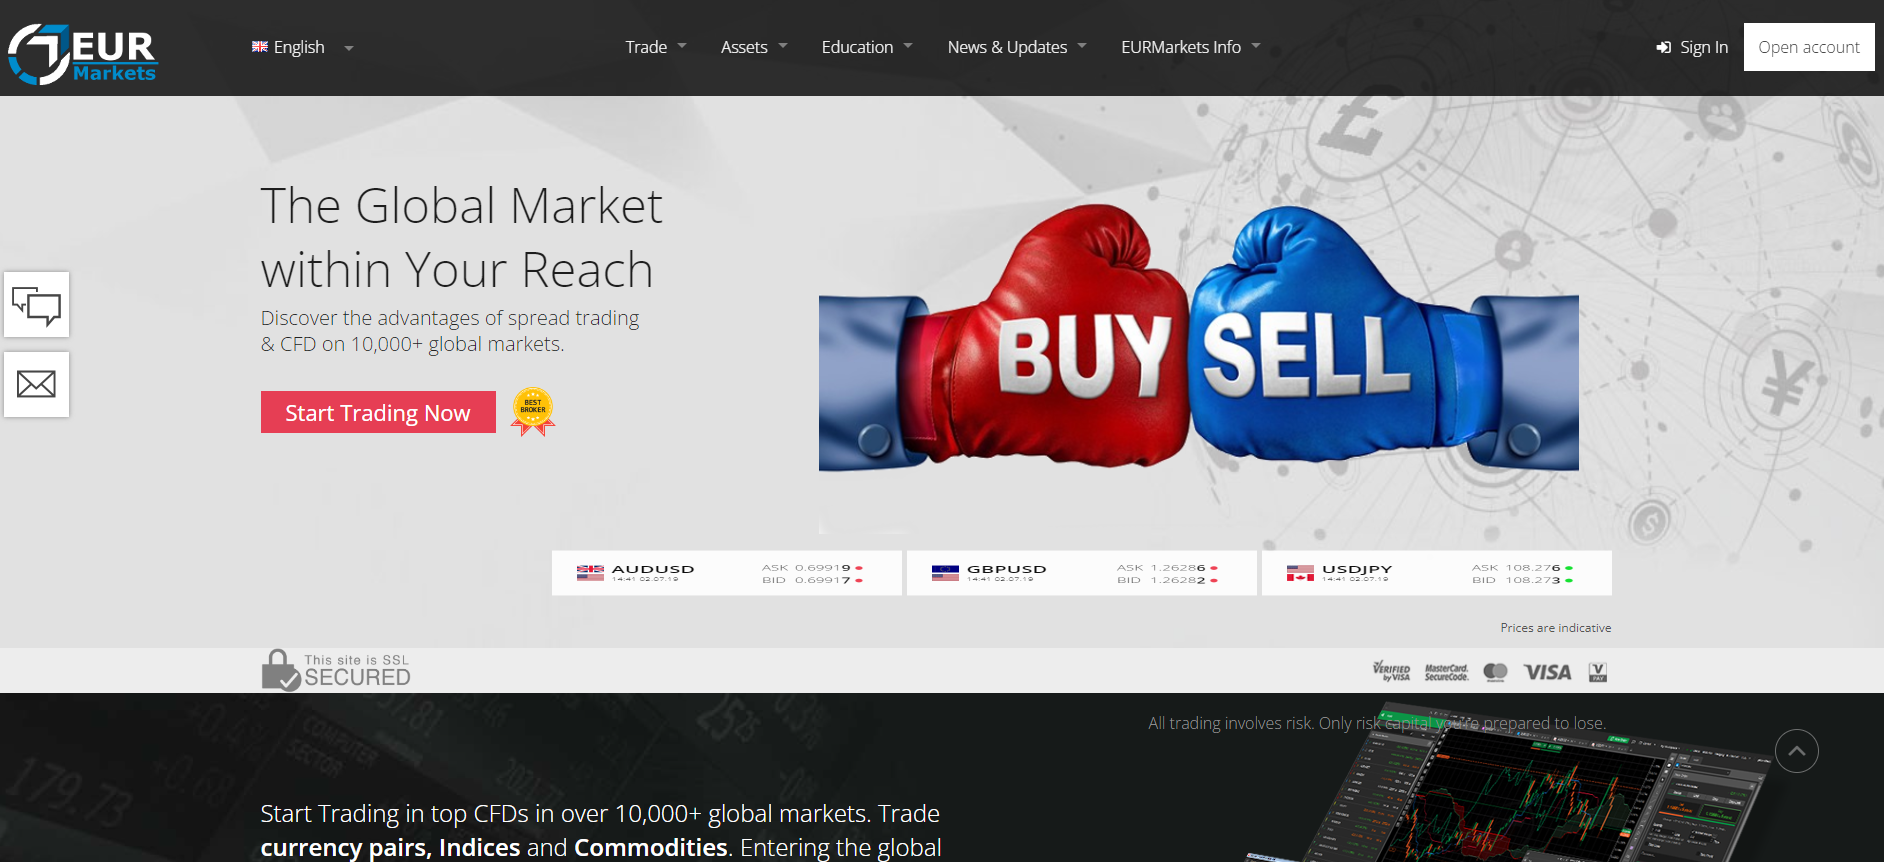 EUR
Markets
English
Trade
Assets
Education
News & Updates
EURMarkets Info
Sign In
Open account
The Global Market
within Your Reach
Discover the advantages of spread trading
& CFD on 10,000+ global markets.
Start Trading Now
BEST
BROKER
BUY
SELL
AUDUSD
14:41 02.07.19
ASK 0.69919
BID 0.69917
GBPUSD
14:41 02.07.19
ASK 1.26286
BID 1.26282
USDJPY
14:41 02.07.19
ASK 108.276
BID 108.273
Prices are indicative
This site is SSL
SECURED
VERIFIED
by VISA
MasterCard.
SecureCode.
VISA
V
PAY
All trading involves risk. Only risk capital you're prepared to lose.
COMPUTER
SECTOR
179.73
Start Trading in top CFDs in over 10,000+ global markets. Trade
currency pairs, Indices and Commodities. Entering the global